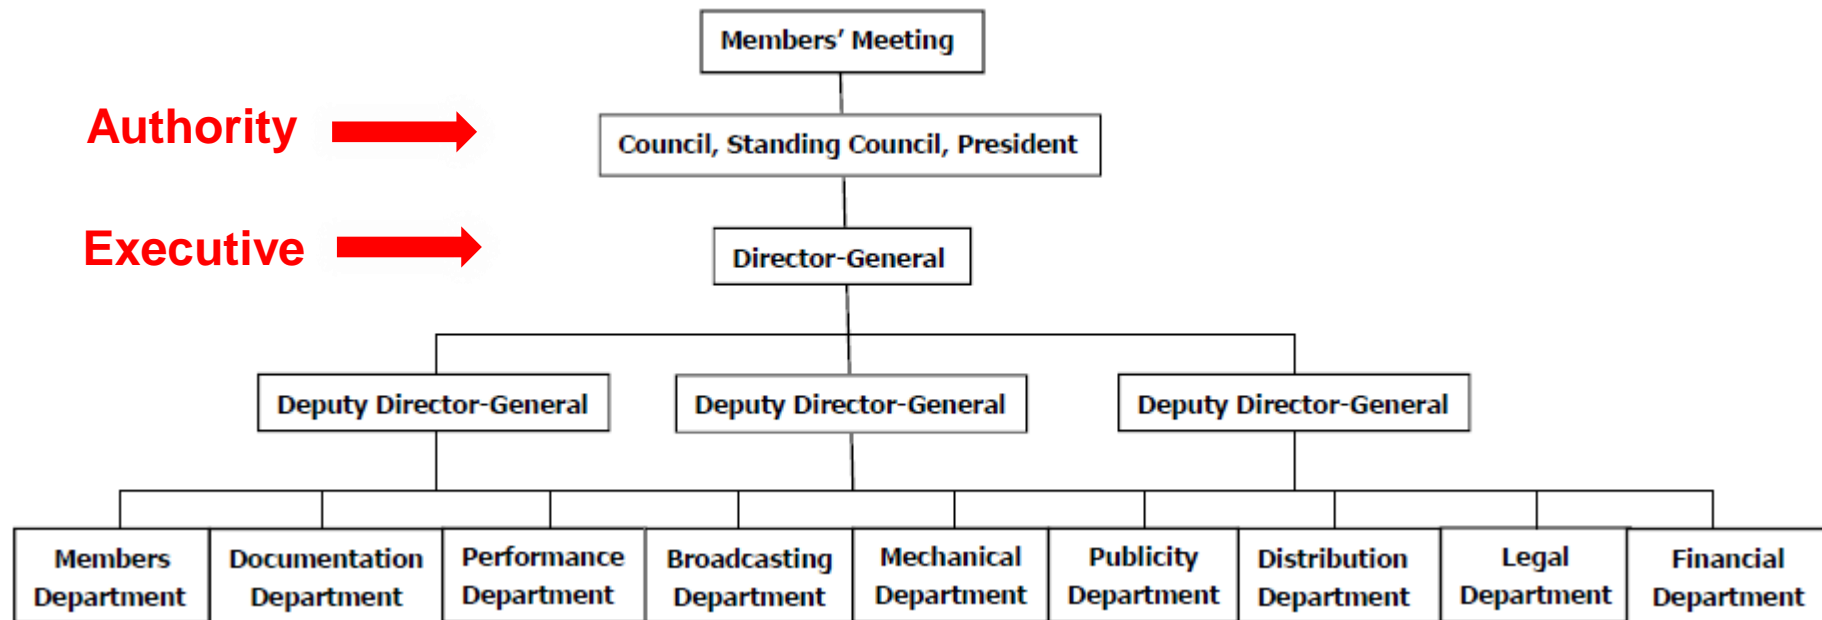 Members’ Meeting
Authority
Council, Standing Council, President
Executive
Director-General
Deputy Director-General
Deputy Director-General
Deputy Director-General
Members
Department
Documentation
Department
Performance
Department
Broadcasting
Department
Mechanical
Department
Publicity
Department
Distribution
Department
Legal
Department
Financial
Department